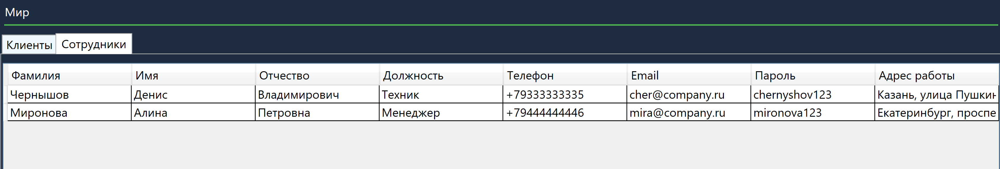 Мир
Клиенты Сотрудники
Фамилия Имя Отчество Должность Телефон Email Пароль Адрес работы
Чернышов Денис Владимирович Техник +79333333335 cher@company.ru chernyshov123 Казань, улица Пушкин
Миронова Алина Петровна Менеджер +79444444446 mira@company.ru mironova123 Екатеринбург, проспе